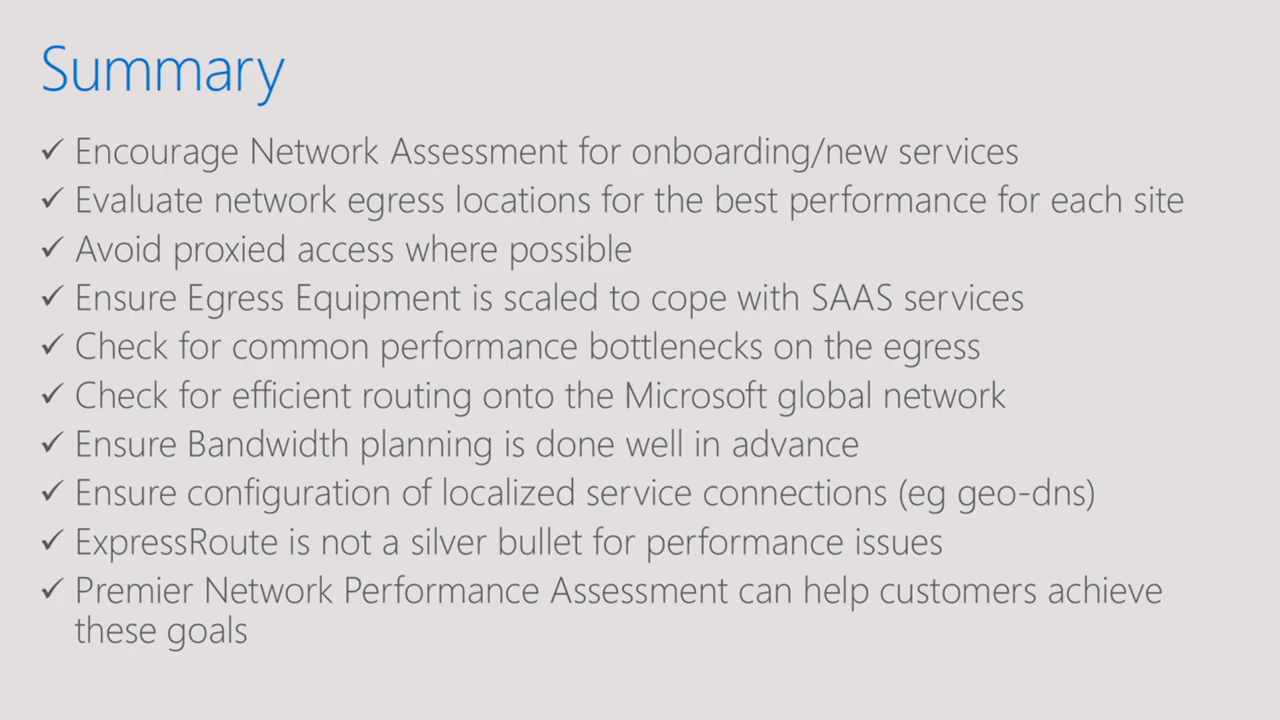 Summary
✓ Encourage Network Assessment for onboarding/new services
✓ Evaluate network egress locations for the best performance for each site
✓ Avoid proxied access where possible
✓ Ensure Egress Equipment is scaled to cope with SAAS services
✓ Check for common performance bottlenecks on the egress
✓ Check for efficient routing onto the Microsoft global network
✓ Ensure Bandwidth planning is done well in advance
✓ Ensure configuration of localized service connections (eg geo-dns)
✓ ExpressRoute is not a silver bullet for performance issues
✓ Premier Network Performance Assessment can help customers achieve
these goals